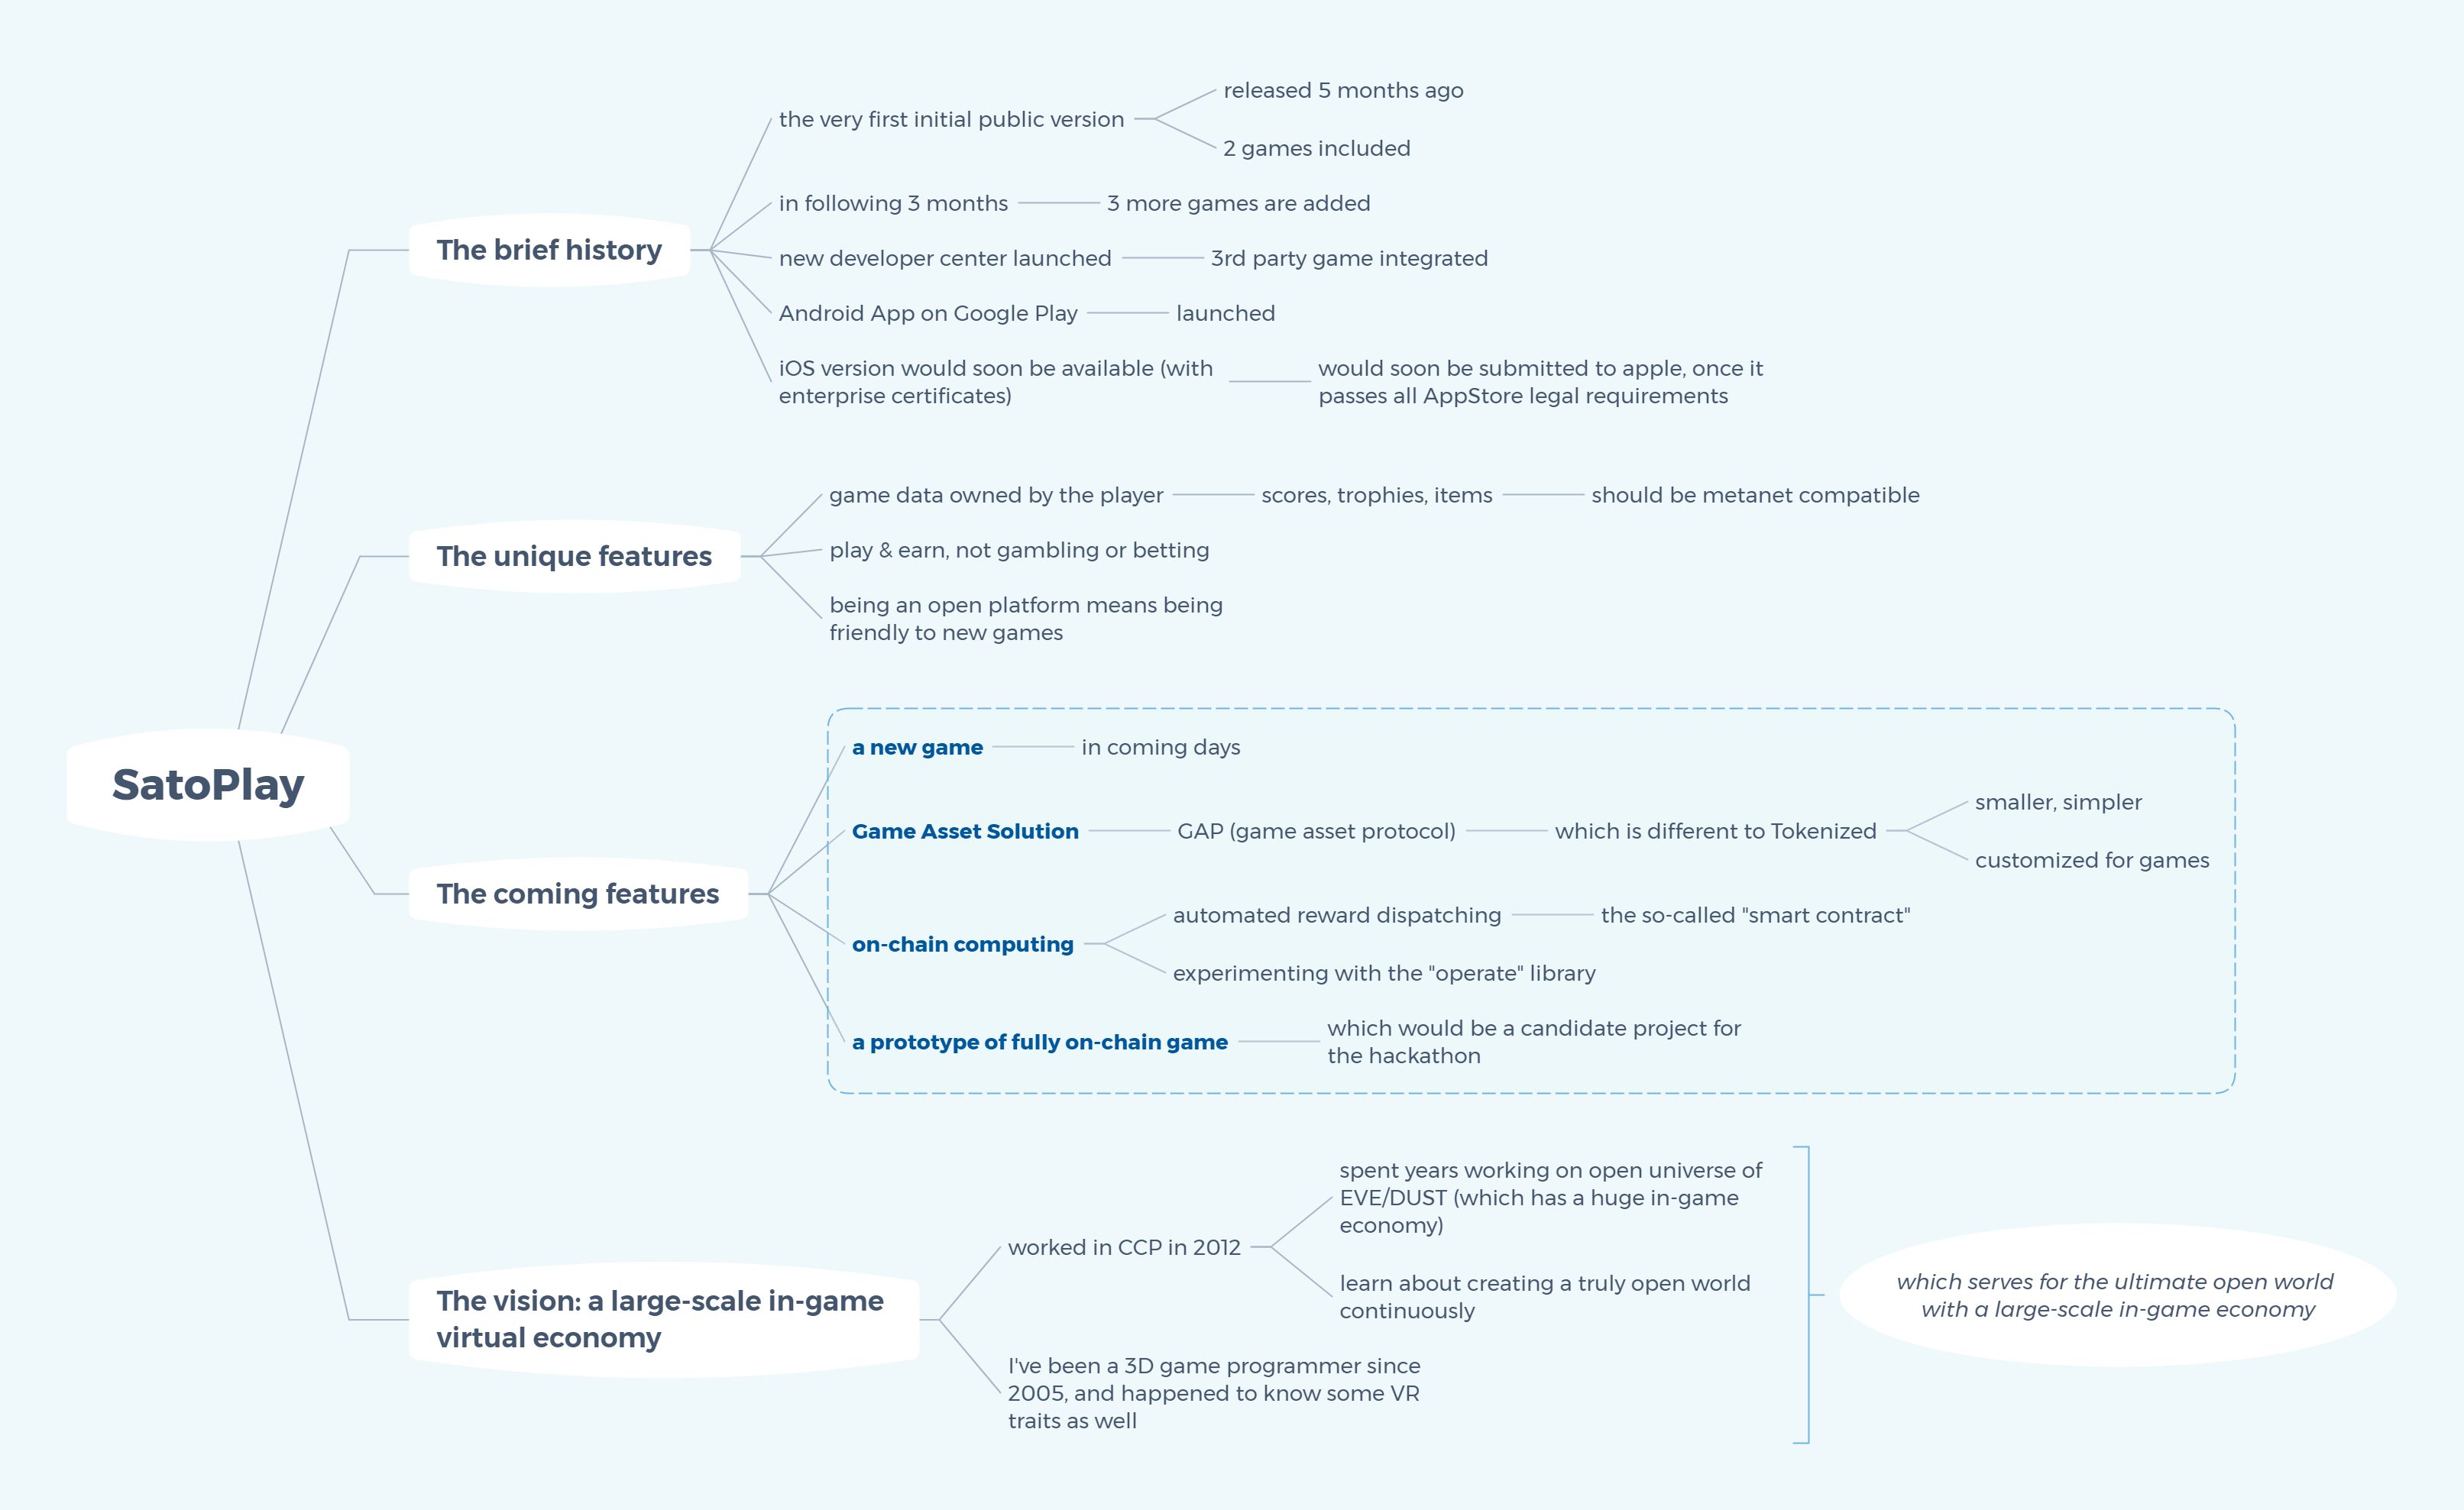 SatoPlay
The brief history
the very first initial public version
released 5 months ago
2 games included
in following 3 months
3 more games are added
new developer center launched
3rd party game integrated
Android App on Google Play
launched
iOS version would soon be available (with
enterprise certificates)
would soon be submitted to apple, once it
passes all AppStore legal requirements
The unique features
game data owned by the player
scores, trophies, items
should be metanet compatible
play & earn, not gambling or betting
being an open platform means being
friendly to new games
The coming features
a new game
in coming days
Game Asset Solution
GAP (game asset protocol)
which is different to Tokenized
smaller, simpler
customized for games
on-chain computing
automated reward dispatching
the so-called "smart contract"
experimenting with the "operate" library
a prototype of fully on-chain game
which would be a candidate project for
the hackathon
The vision: a large-scale in-game
virtual economy
worked in CCP in 2012
spent years working on open universe of
EVE/DUST (which has a huge in-game
economy)
learn about creating a truly open world
continuously
I've been a 3D game programmer since
2005, and happened to know some VR
traits as well
which serves for the ultimate open world
with a large-scale in-game economy